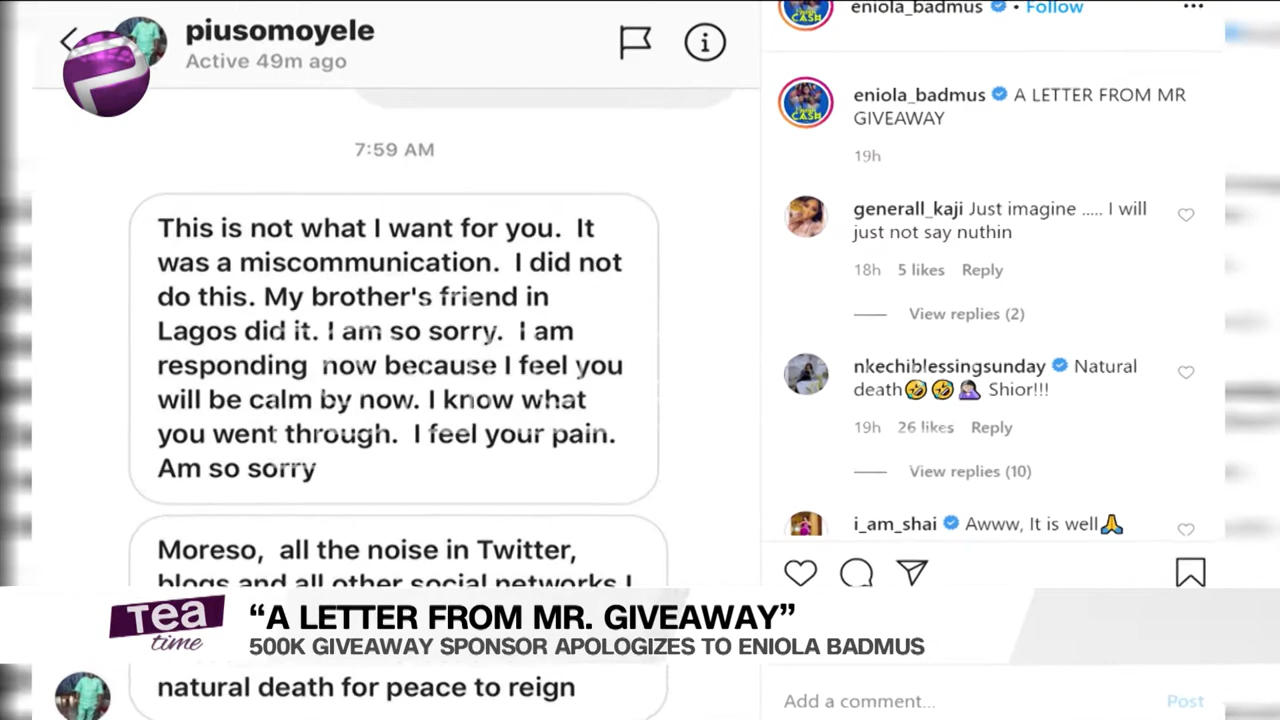 piusomoyele
Active 49m ago
7:59 AM
This is not what I want for you. It
was a miscommunication. I did not
do this. My brother's friend in
Lagos did it. I am so sorry. I am
responding now because I feel you
will be calm by now. I know what
you went through. I feel your pain.
Am so sorry
Moreso, all the noise in Twitter,
blogs and all other social networks I
natural death for peace to reign
eniola_badmus • Follow
eniola_badmus A LETTER FROM MR
GIVEAWAY
19h
generall_kaji Just imagine ..... I will
just not say nuthin
18h 5 likes Reply
View replies (2)
nkechiblessingsunday Natural
death🤣🤣🤦🏻‍♀️ Shior!!!
19h 26 likes Reply
View replies (10)
i_am_shai Awww, It is well🙏
Add a comment... Post
Tea
time
“A LETTER FROM MR. GIVEAWAY”
500K GIVEAWAY SPONSOR APOLOGIZES TO ENIOLA BADMUS